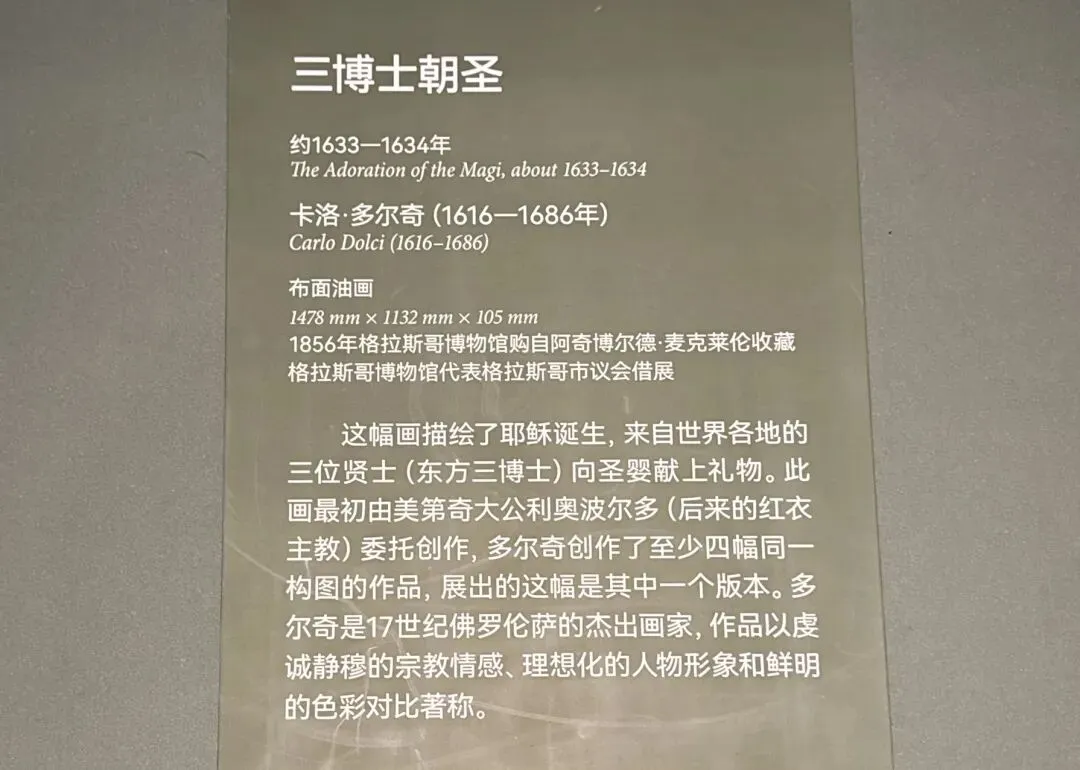 三博士朝圣
约1633—1634年
The Adoration of the Magi, about 1633–1634
卡洛·多尔奇（1616—1686年）
Carlo Dolci (1616–1686)
布面油画
1478 mm × 1132 mm × 105 mm
1856年格拉斯哥博物馆购自阿奇博尔德·麦克莱伦收藏
格拉斯哥博物馆代表格拉斯哥市议会借展
这幅画描绘了耶稣诞生，来自世界各地的
三位贤士（东方三博士）向圣婴献上礼物。此
画最初由美第奇大公利奥波尔多（后来的红衣
主教）委托创作，多尔奇创作了至少四幅同一
构图的作品，展出的这幅是其中一个版本。多
尔奇是17世纪佛罗伦萨的杰出画家，作品以虔
诚静穆的宗教情感、理想化的人物形象和鲜明
的色彩对比著称。